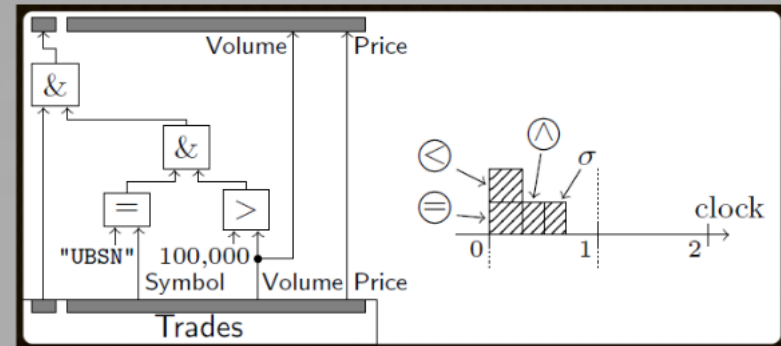 Volume Price
&
&
= >
"UBSN" 100,000
Symbol Volume Price
Trades
< ∧ σ
=
clock
0 1 2